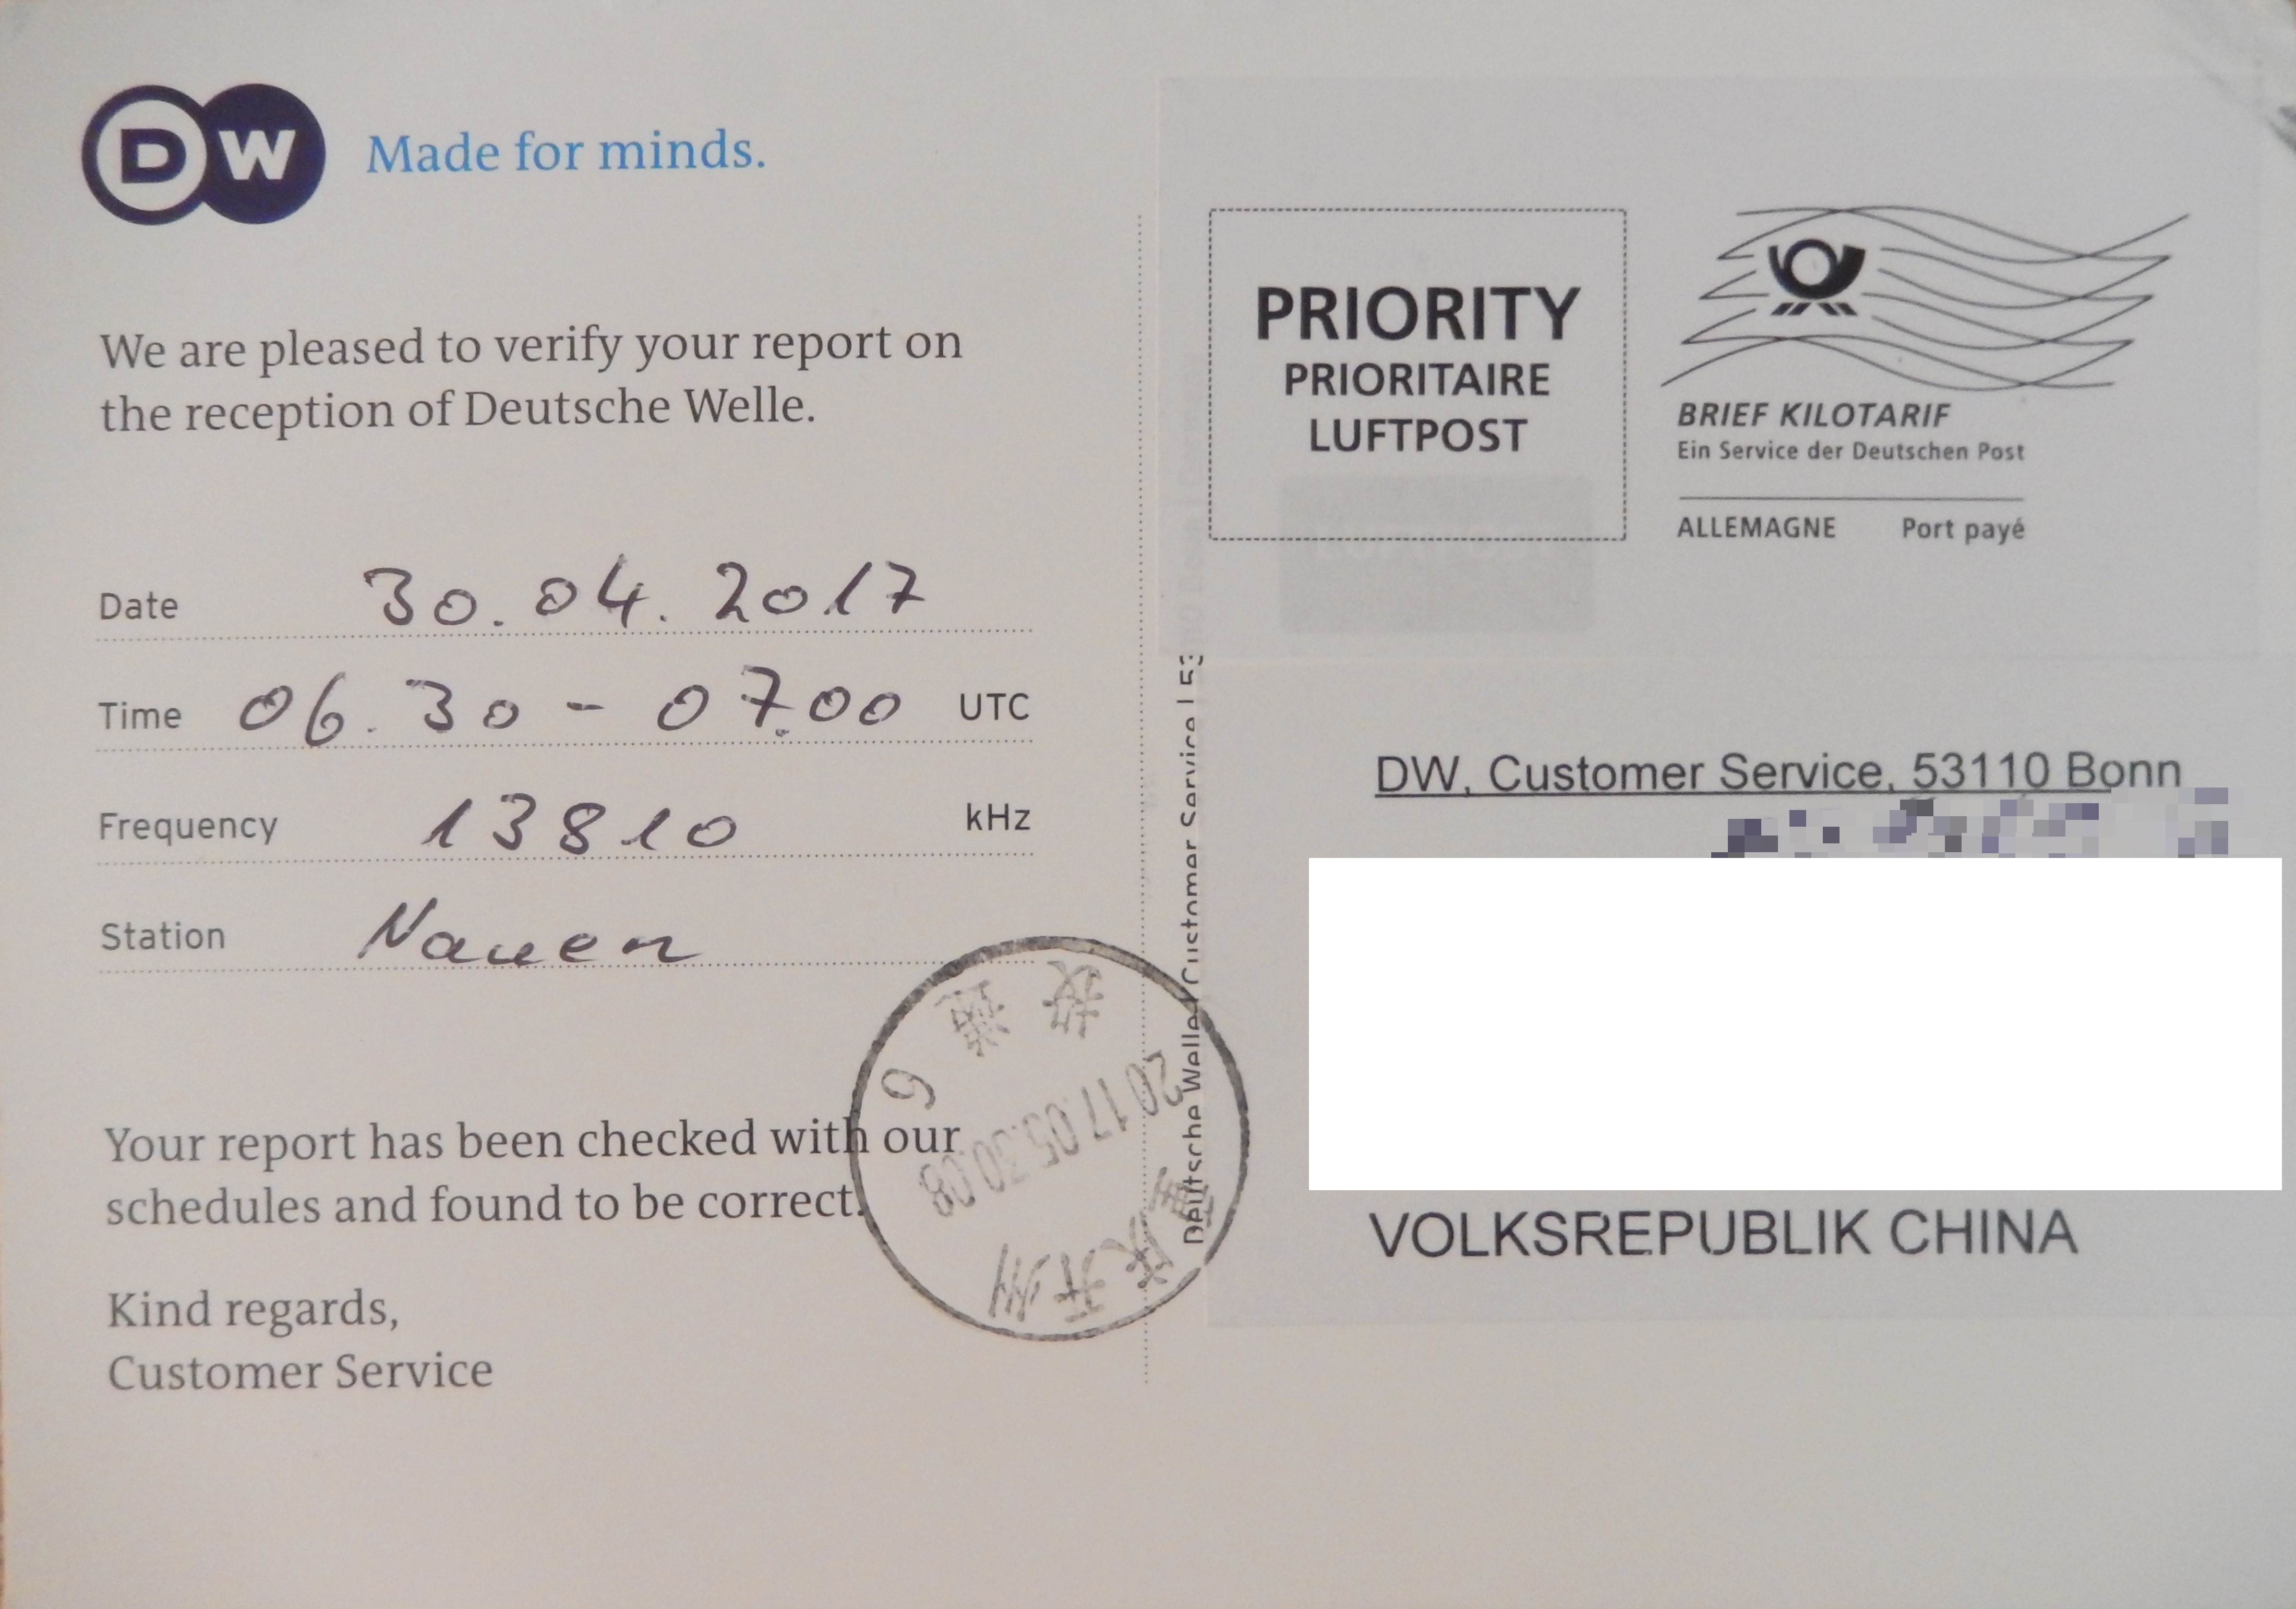 DW Made for minds.
We are pleased to verify your report on
the reception of Deutsche Welle.
Date 30.04.2017
Time 06.30 - 07.00 UTC
Frequency 13810 kHz
Station Nauen
Your report has been checked with our
schedules and found to be correct.
Kind regards,
Customer Service
Deutsche Welle / Customer Service | 53
PRIORITY
PRIORITAIRE
LUFTPOST
BRIEF KILOTARIF
Ein Service der Deutschen Post
ALLEMAGNE Port payé
DW, Customer Service, 53110 Bonn
VOLKSREPUBLIK CHINA
重庆开州
2017.05.30.08
6